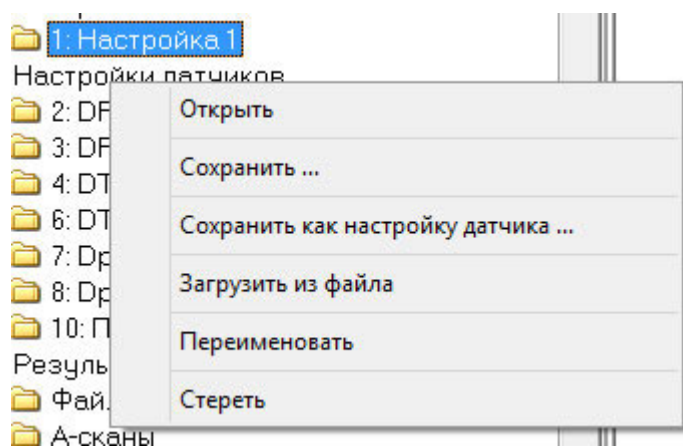 1: Настройка 1
Настройки датчиков
2: DF
3: DF
4: DT
6: DT
7: Dp
8: Dp
10: П
Резуль
Фай
А-сканы
Открыть
Сохранить ...
Сохранить как настройку датчика ...
Загрузить из файла
Переименовать
Стереть